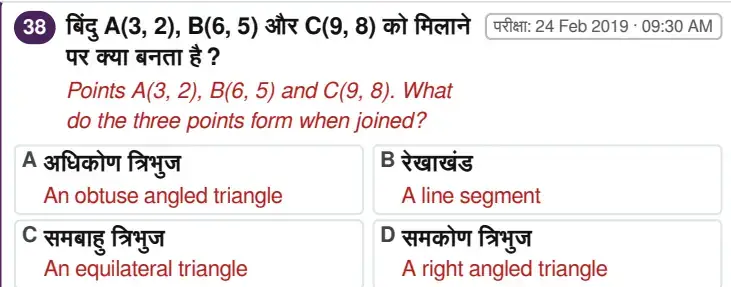 38 बिंदु A(3, 2), B(6, 5) और C(9, 8) को मिलाने परीक्षा: 24 Feb 2019 · 09:30 AM
पर क्या बनता है ?
Points A(3, 2), B(6, 5) and C(9, 8). What
do the three points form when joined?
A अधिकोण त्रिभुज
An obtuse angled triangle
B रेखाखंड
A line segment
C समबाहु त्रिभुज
An equilateral triangle
D समकोण त्रिभुज
A right angled triangle